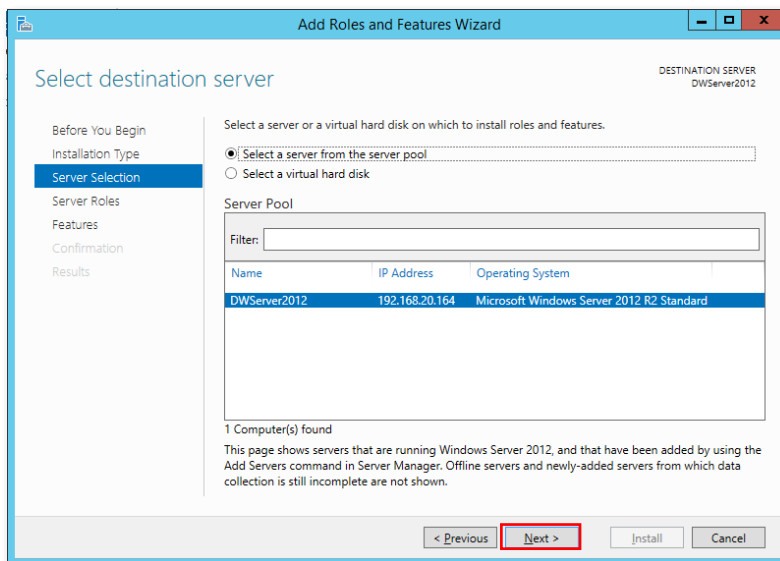 Add Roles and Features Wizard
Select destination server
DESTINATION SERVER
DWServer2012
Before You Begin
Installation Type
Server Selection
Server Roles
Features
Confirmation
Results
Select a server or a virtual hard disk on which to install roles and features.
Select a server from the server pool
Select a virtual hard disk
Server Pool
Filter:
Name IP Address Operating System
DWServer2012 192.168.20.164 Microsoft Windows Server 2012 R2 Standard
1 Computer(s) found
This page shows servers that are running Windows Server 2012, and that have been added by using the
Add Servers command in Server Manager. Offline servers and newly-added servers from which data
collection is still incomplete are not shown.
< Previous Next > Install Cancel